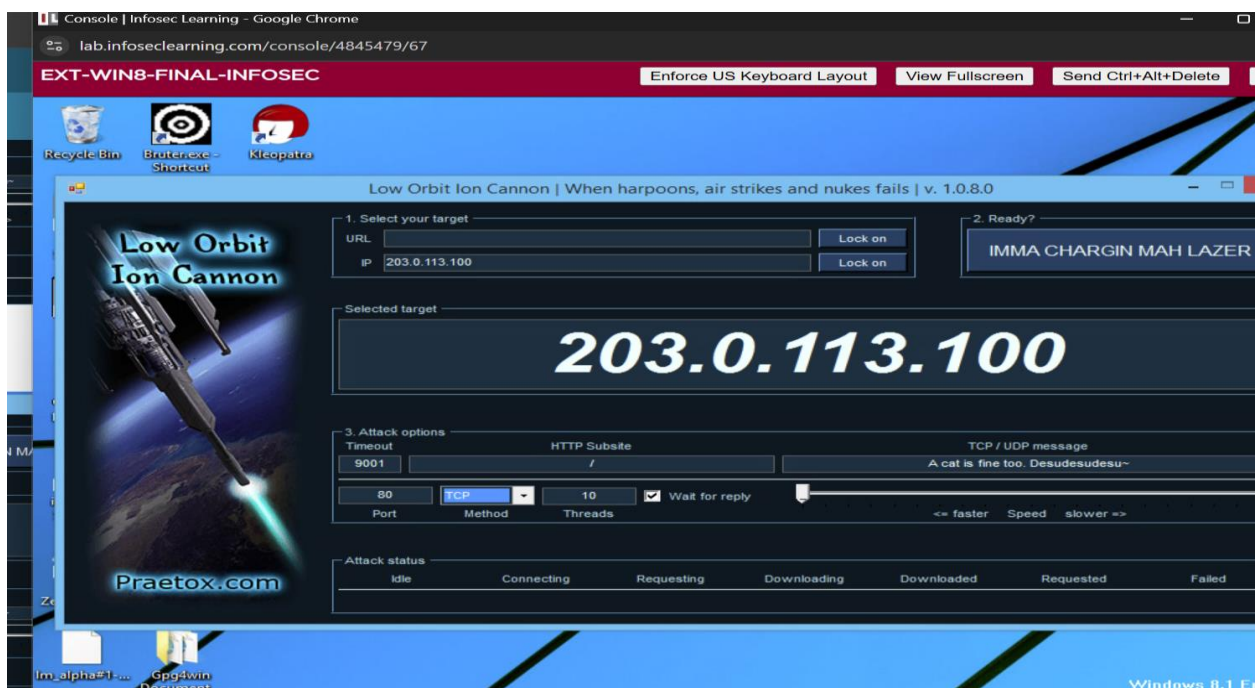 Console | Infosec Learning - Google Chrome
lab.infoseclearning.com/console/4845479/67
EXT-WIN8-FINAL-INFOSEC Enforce US Keyboard Layout View Fullscreen Send Ctrl+Alt+Delete
Recycle Bin Bruter.exe - Shortcut Kleopatra
Low Orbit Ion Cannon | When harpoons, air strikes and nukes fails | v. 1.0.8.0
Low Orbit
Ion Cannon
Praetox.com
1. Select your target
URL Lock on
IP 203.0.113.100 Lock on
2. Ready?
IMMA CHARGIN MAH LAZER
Selected target
203.0.113.100
3. Attack options
Timeout HTTP Subsite TCP / UDP message
9001 / A cat is fine too. Desudesudesu~
80 TCP 10 Wait for reply
Port Method Threads <= faster Speed slower =>
Attack status
Idle Connecting Requesting Downloading Downloaded Requested Failed
lm_alpha#1-... Gpg4win
Windows 8.1